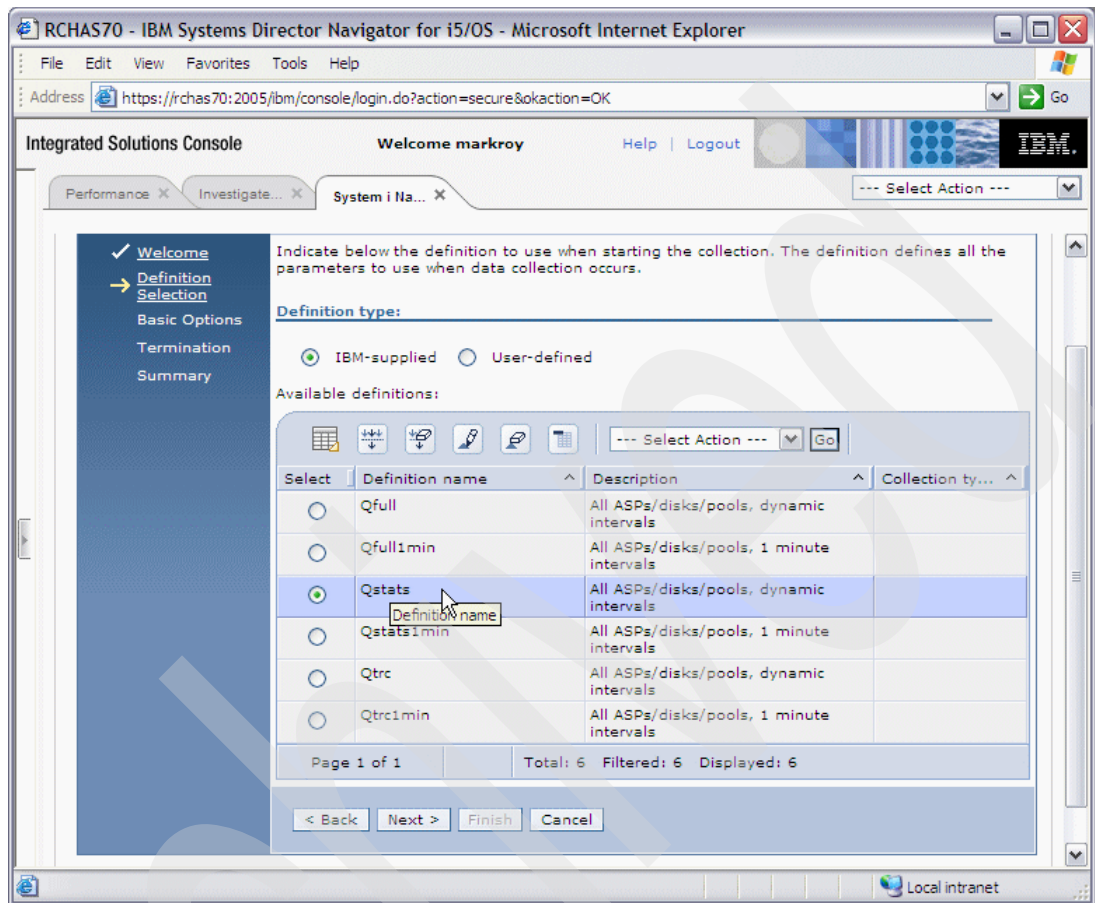 RCHAS70 - IBM Systems Director Navigator for i5/OS - Microsoft Internet Explorer
File Edit View Favorites Tools Help
Address https://rchas70:2005/ibm/console/login.do?action=secure&okaction=OK Go
Integrated Solutions Console Welcome markroy Help | Logout IBM.
Performance Investigate... System i Na... --- Select Action ---
Welcome
Definition
Selection
Basic Options
Termination
Summary
Indicate below the definition to use when starting the collection. The definition defines all the
parameters to use when data collection occurs.
Definition type:
IBM-supplied User-defined
Available definitions:
--- Select Action --- Go
Select Definition name Description Collection ty...
Qfull All ASPs/disks/pools, dynamic
intervals
Qfull1min All ASPs/disks/pools, 1 minute
intervals
Qstats All ASPs/disks/pools, dynamic
intervals
Definition name
Qstats1min All ASPs/disks/pools, 1 minute
intervals
Qtrc All ASPs/disks/pools, dynamic
intervals
Qtrc1min All ASPs/disks/pools, 1 minute
intervals
Page 1 of 1 Total: 6 Filtered: 6 Displayed: 6
< Back Next > Finish Cancel
Local intranet